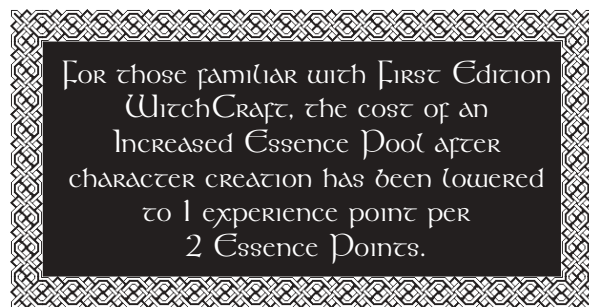 For those familiar with First Edition
WitchCraft, the cost of an
Increased Essence Pool after
character creation has been lowered
to 1 experience point per
2 Essence Points.